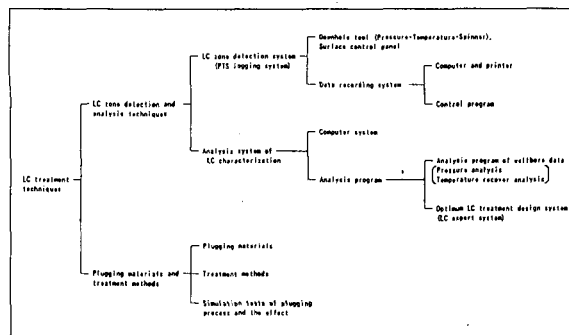 Downhole tool (Pressure-Temperature-Spinner),
Surface control panel
LC zone detection system
(PTS logging system)
Computer and printer
Data recording system
Control program
LC zone detection and
analysis techniques
Computer system
Analysis system of
LC characterization
Analysis program of wellbore data
Pressure analysis
Temperature recover analysis
Analysis program
Optimum LC treatment design system
(LC expert system)
LC treatment
techniques
Plugging materials
Plugging materials and
treatment methods
Treatment methods
Simulation tests of plugging
process and the effect